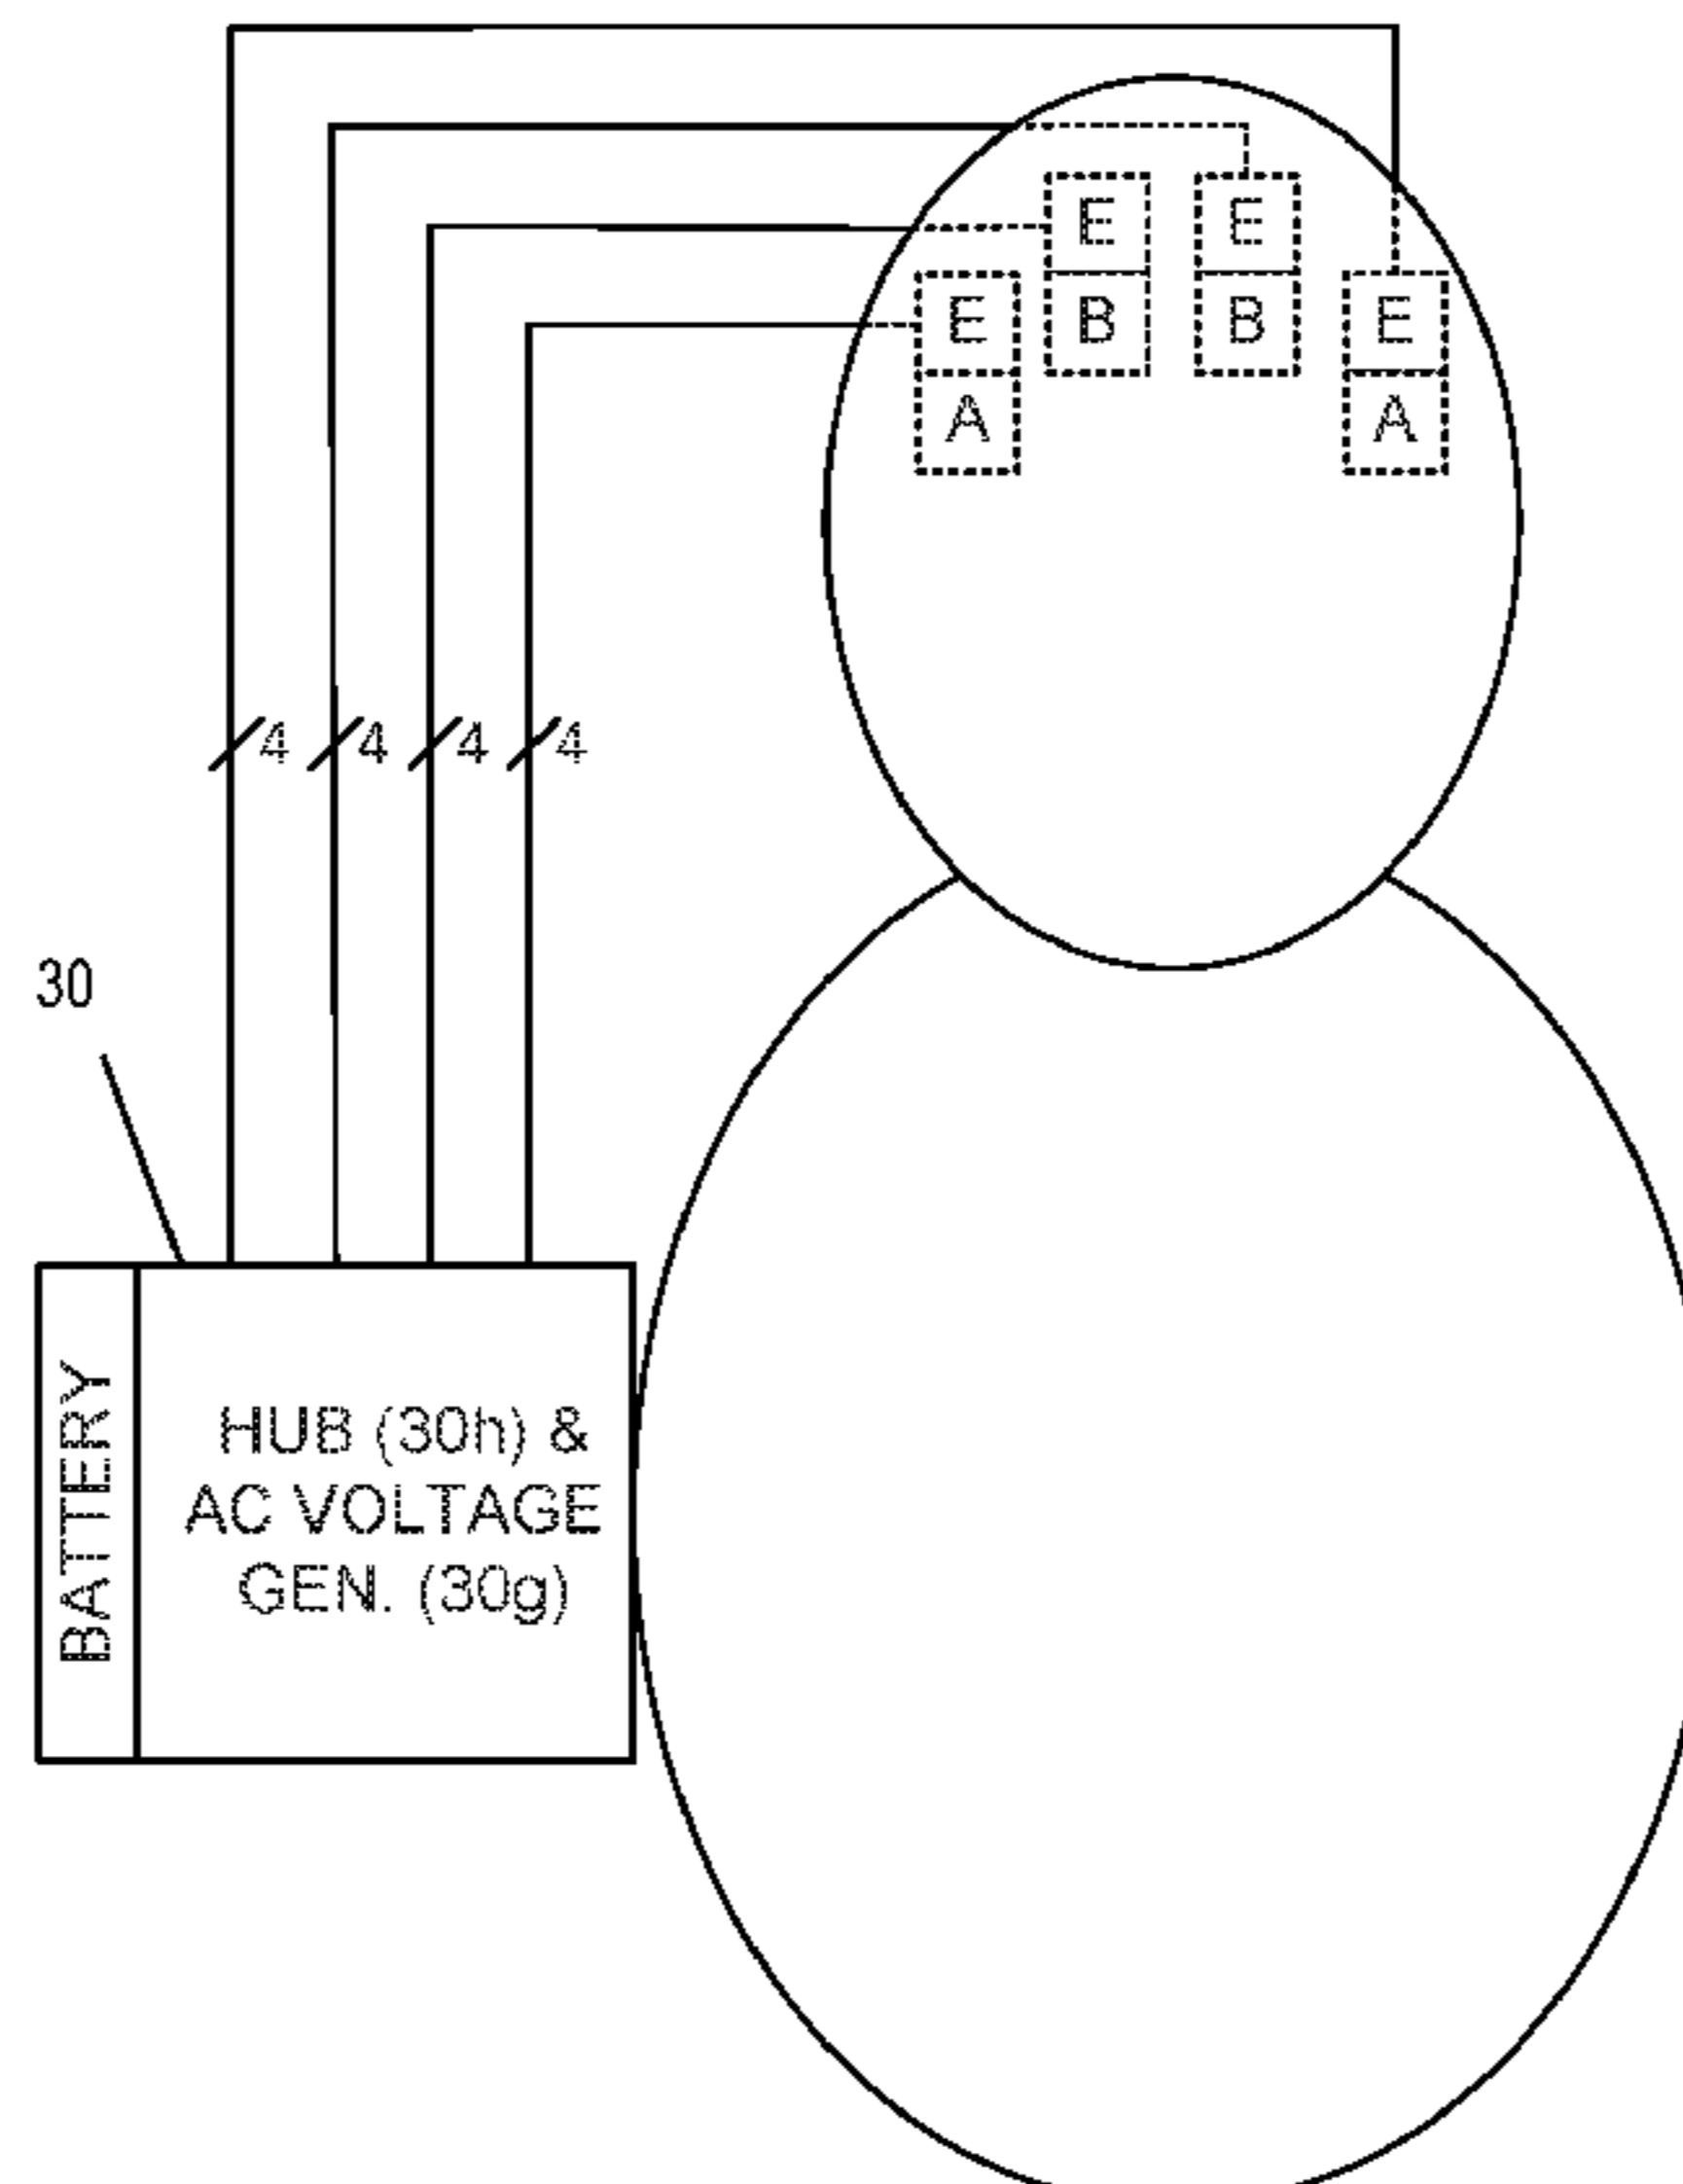 E E
E B B E
A A
4 4 4 4
30
BATTERY
HUB (30h) &
AC VOLTAGE
GEN. (30g)